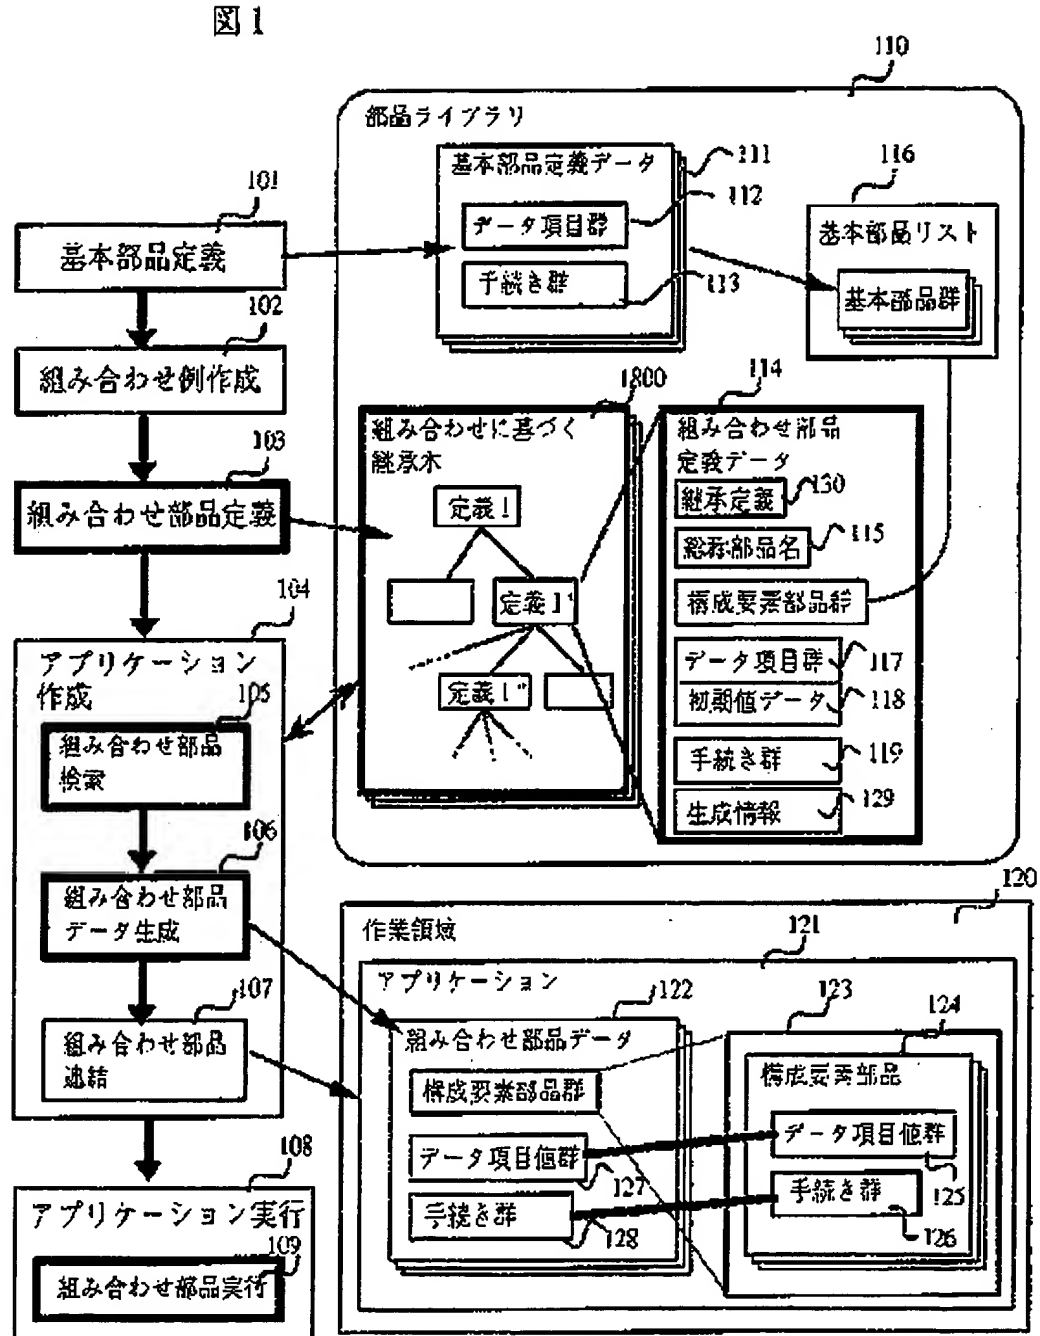 図1
110
部品ライブラリ
基本部品定義データ
111
データ項目群
112
手続き群
113
116
基本部品リスト
基本部品群
101
基本部品定義
102
組み合わせ例作成
103
組み合わせ部品定義
1800
組み合わせに基づく
継承木
定義1
定義1'
定義1"
114
組み合わせ部品
定義データ
継承定義
130
総称部品名
115
構成要素部品群
データ項目群
117
初期値データ
118
手続き群
119
生成情報
129
104
アプリケーション
作成
105
組み合わせ部品
検索
106
組み合わせ部品
データ生成
107
組み合わせ部品
連結
108
アプリケーション実行
109
組み合わせ部品実行
120
作業領域
121
アプリケーション
122
組み合わせ部品データ
構成要素部品群
データ項目値群
127
手続き群
128
123
124
構成要素部品
データ項目値群
125
手続き群
126